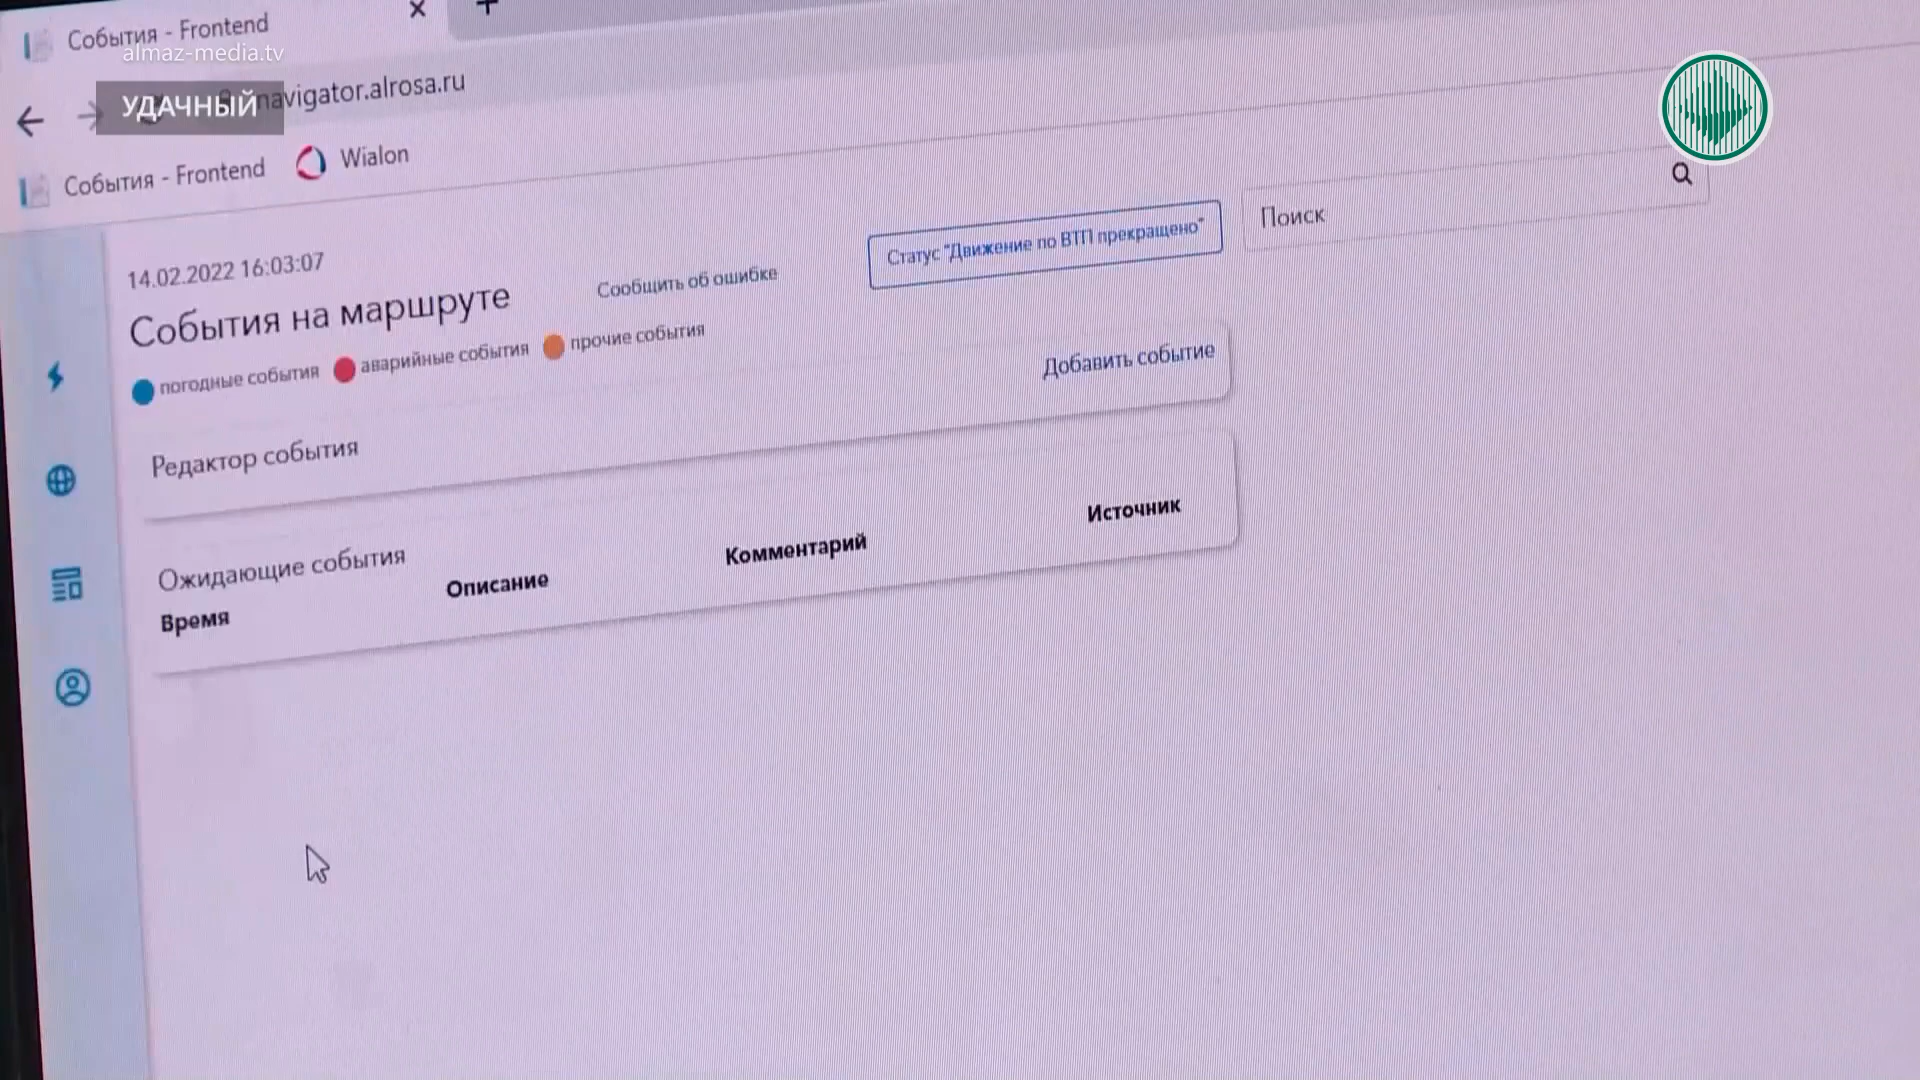 События - Frontend
almaz-media.tv
УДАЧНЫЙ
navigator.alrosa.ru
События - Frontend
Wialon
14.02.2022 16:03:07
События на маршруте
Сообщить об ошибке
Статус "Движение по ВТП прекращено"
Поиск
погодные события
аварийные события
прочие события
Добавить событие
Редактор события
Ожидающие события
Время
Описание
Комментарий
Источник